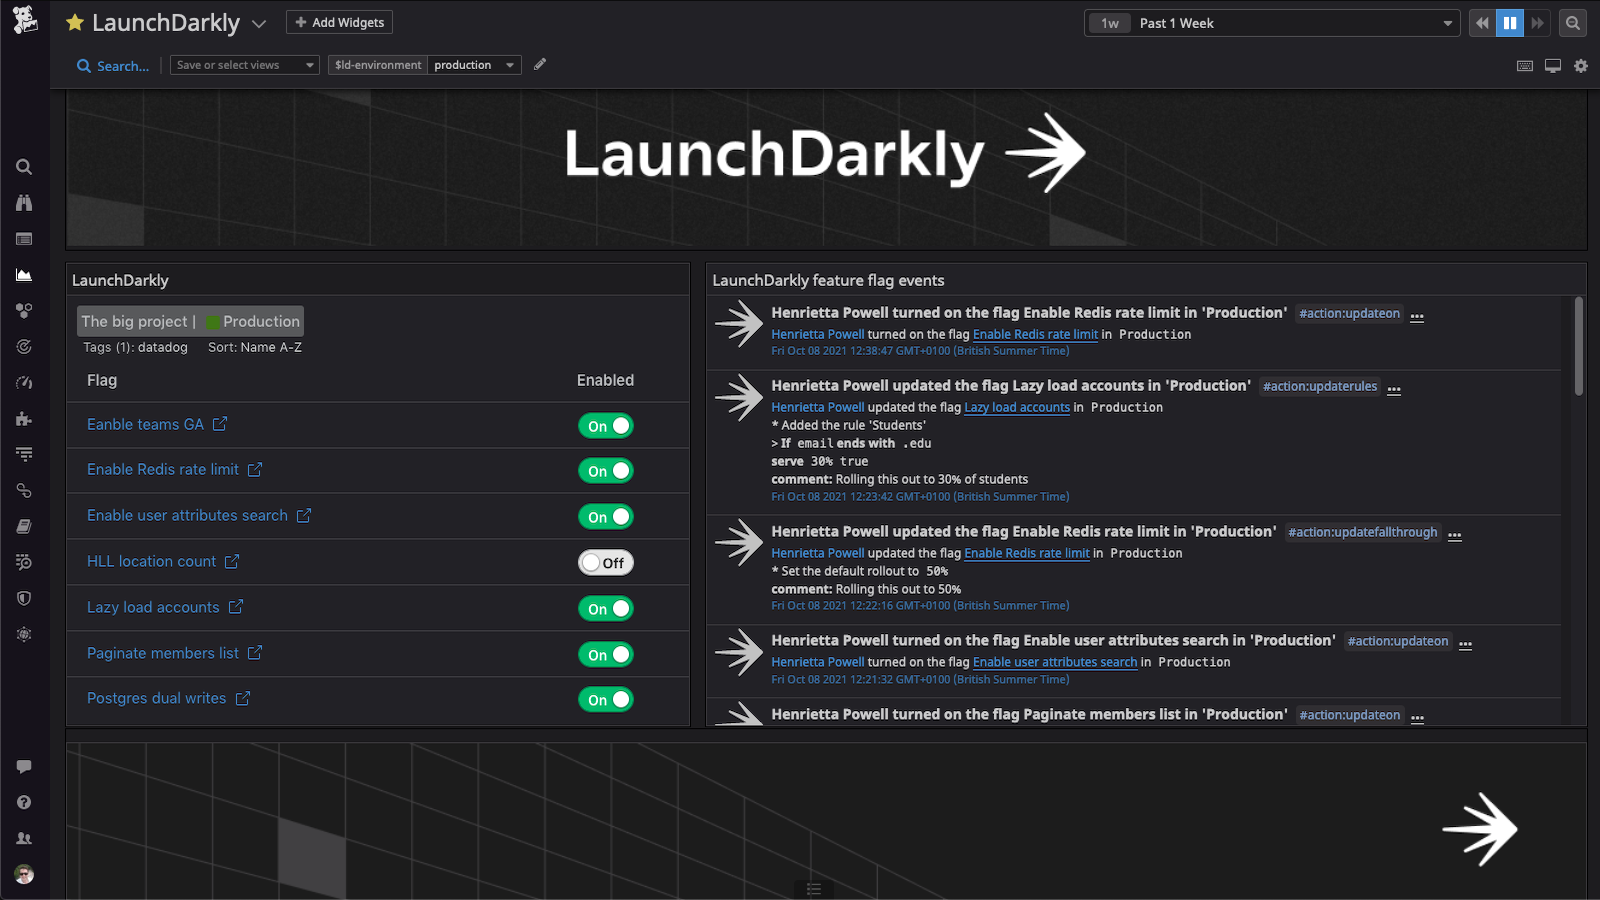 LaunchDarkly
+ Add Widgets
1w Past 1 Week
Search...
Save or select views
$ld-environment production
LaunchDarkly
LaunchDarkly
The big project | Production
Tags (1): datadog Sort: Name A-Z
Flag Enabled
Eanble teams GA On
Enable Redis rate limit On
Enable user attributes search On
HLL location count Off
Lazy load accounts On
Paginate members list On
Postgres dual writes On
LaunchDarkly feature flag events
Henrietta Powell turned on the flag Enable Redis rate limit in 'Production' #action:updateon ...
Henrietta Powell turned on the flag Enable Redis rate limit in Production
Fri Oct 08 2021 12:38:47 GMT+0100 (British Summer Time)
Henrietta Powell updated the flag Lazy load accounts in 'Production' #action:updaterules ...
Henrietta Powell updated the flag Lazy load accounts in Production
* Added the rule 'Students'
> If email ends with .edu
serve 30% true
comment: Rolling this out to 30% of students
Fri Oct 08 2021 12:23:42 GMT+0100 (British Summer Time)
Henrietta Powell updated the flag Enable Redis rate limit in 'Production' #action:updatefallthrough ...
Henrietta Powell updated the flag Enable Redis rate limit in Production
* Set the default rollout to 50%
comment: Rolling this out to 50%
Fri Oct 08 2021 12:22:16 GMT+0100 (British Summer Time)
Henrietta Powell turned on the flag Enable user attributes search in 'Production' #action:updateon ...
Henrietta Powell turned on the flag Enable user attributes search in Production
Fri Oct 08 2021 12:21:32 GMT+0100 (British Summer Time)
Henrietta Powell turned on the flag Paginate members list in 'Production' #action:updateon ...